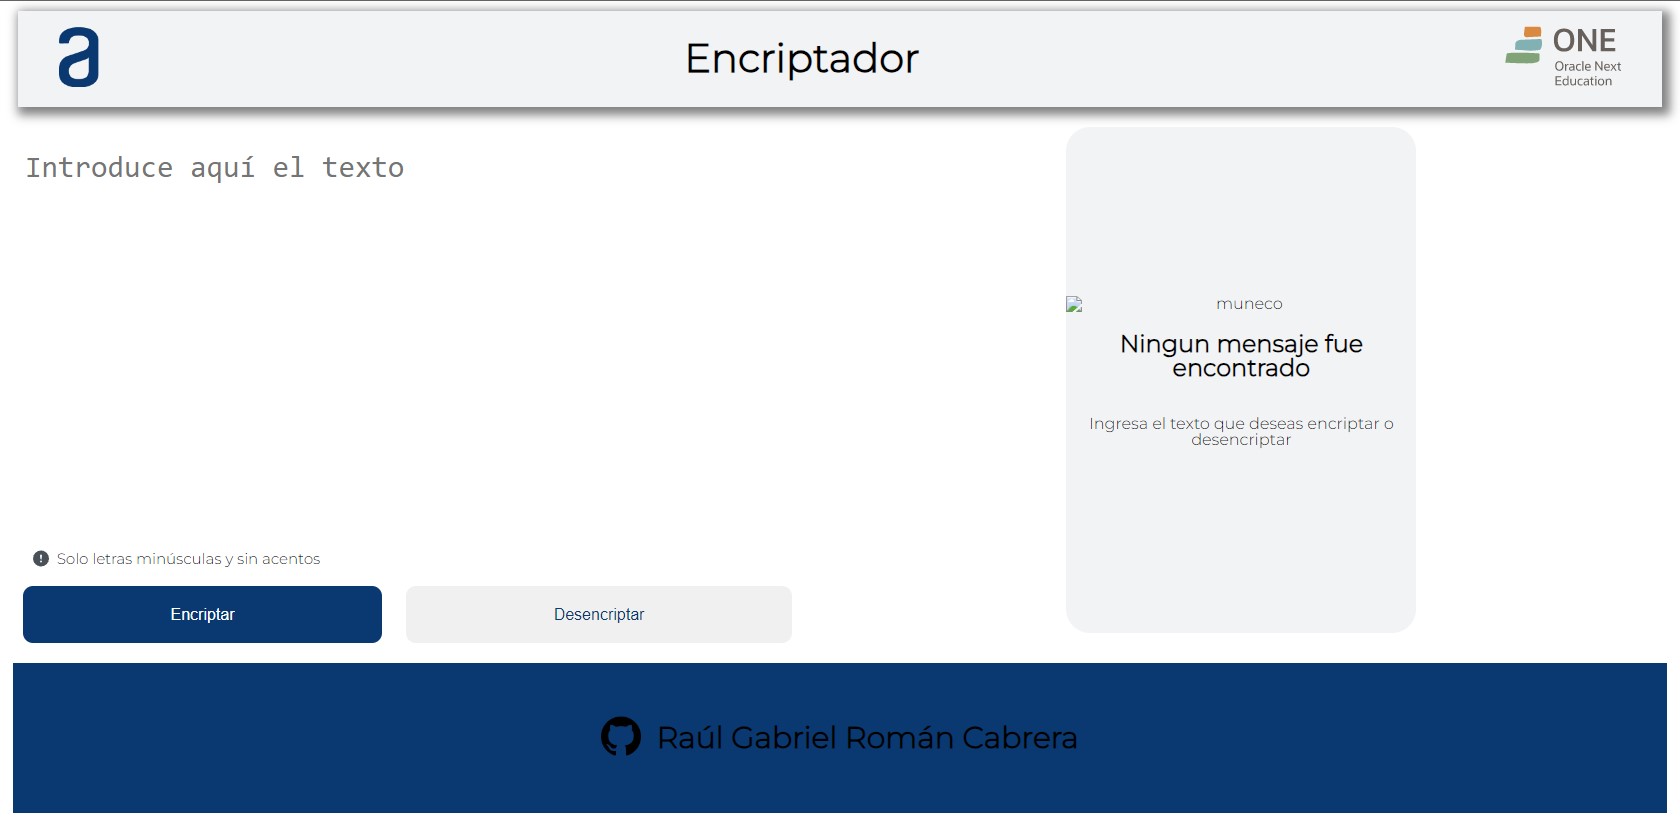 a
Encriptador
ONE
Oracle Next
Education
Introduce aquí el texto
muneco
Ningun mensaje fue
encontrado
Ingresa el texto que deseas encriptar o
desencriptar
Solo letras minúsculas y sin acentos
Encriptar
Desencriptar
Raúl Gabriel Román Cabrera